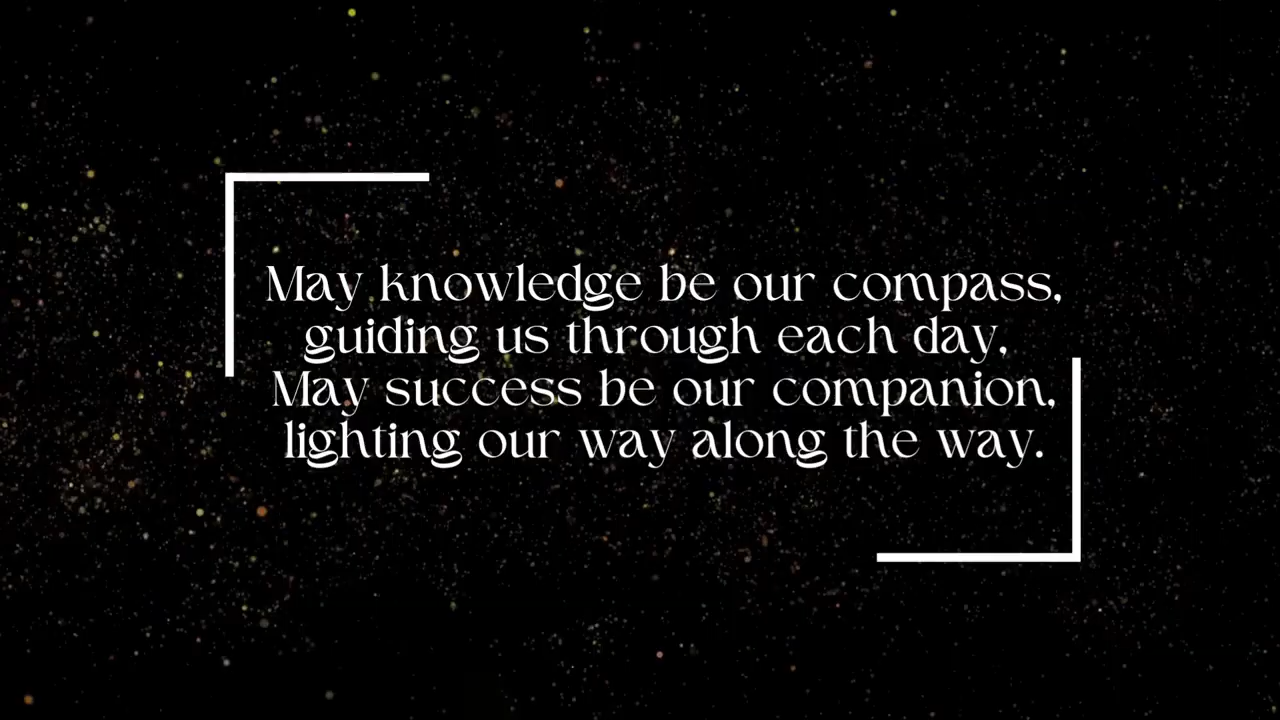 May knowledge be our compass,
guiding us through each day,
May success be our companion,
lighting our way along the way.